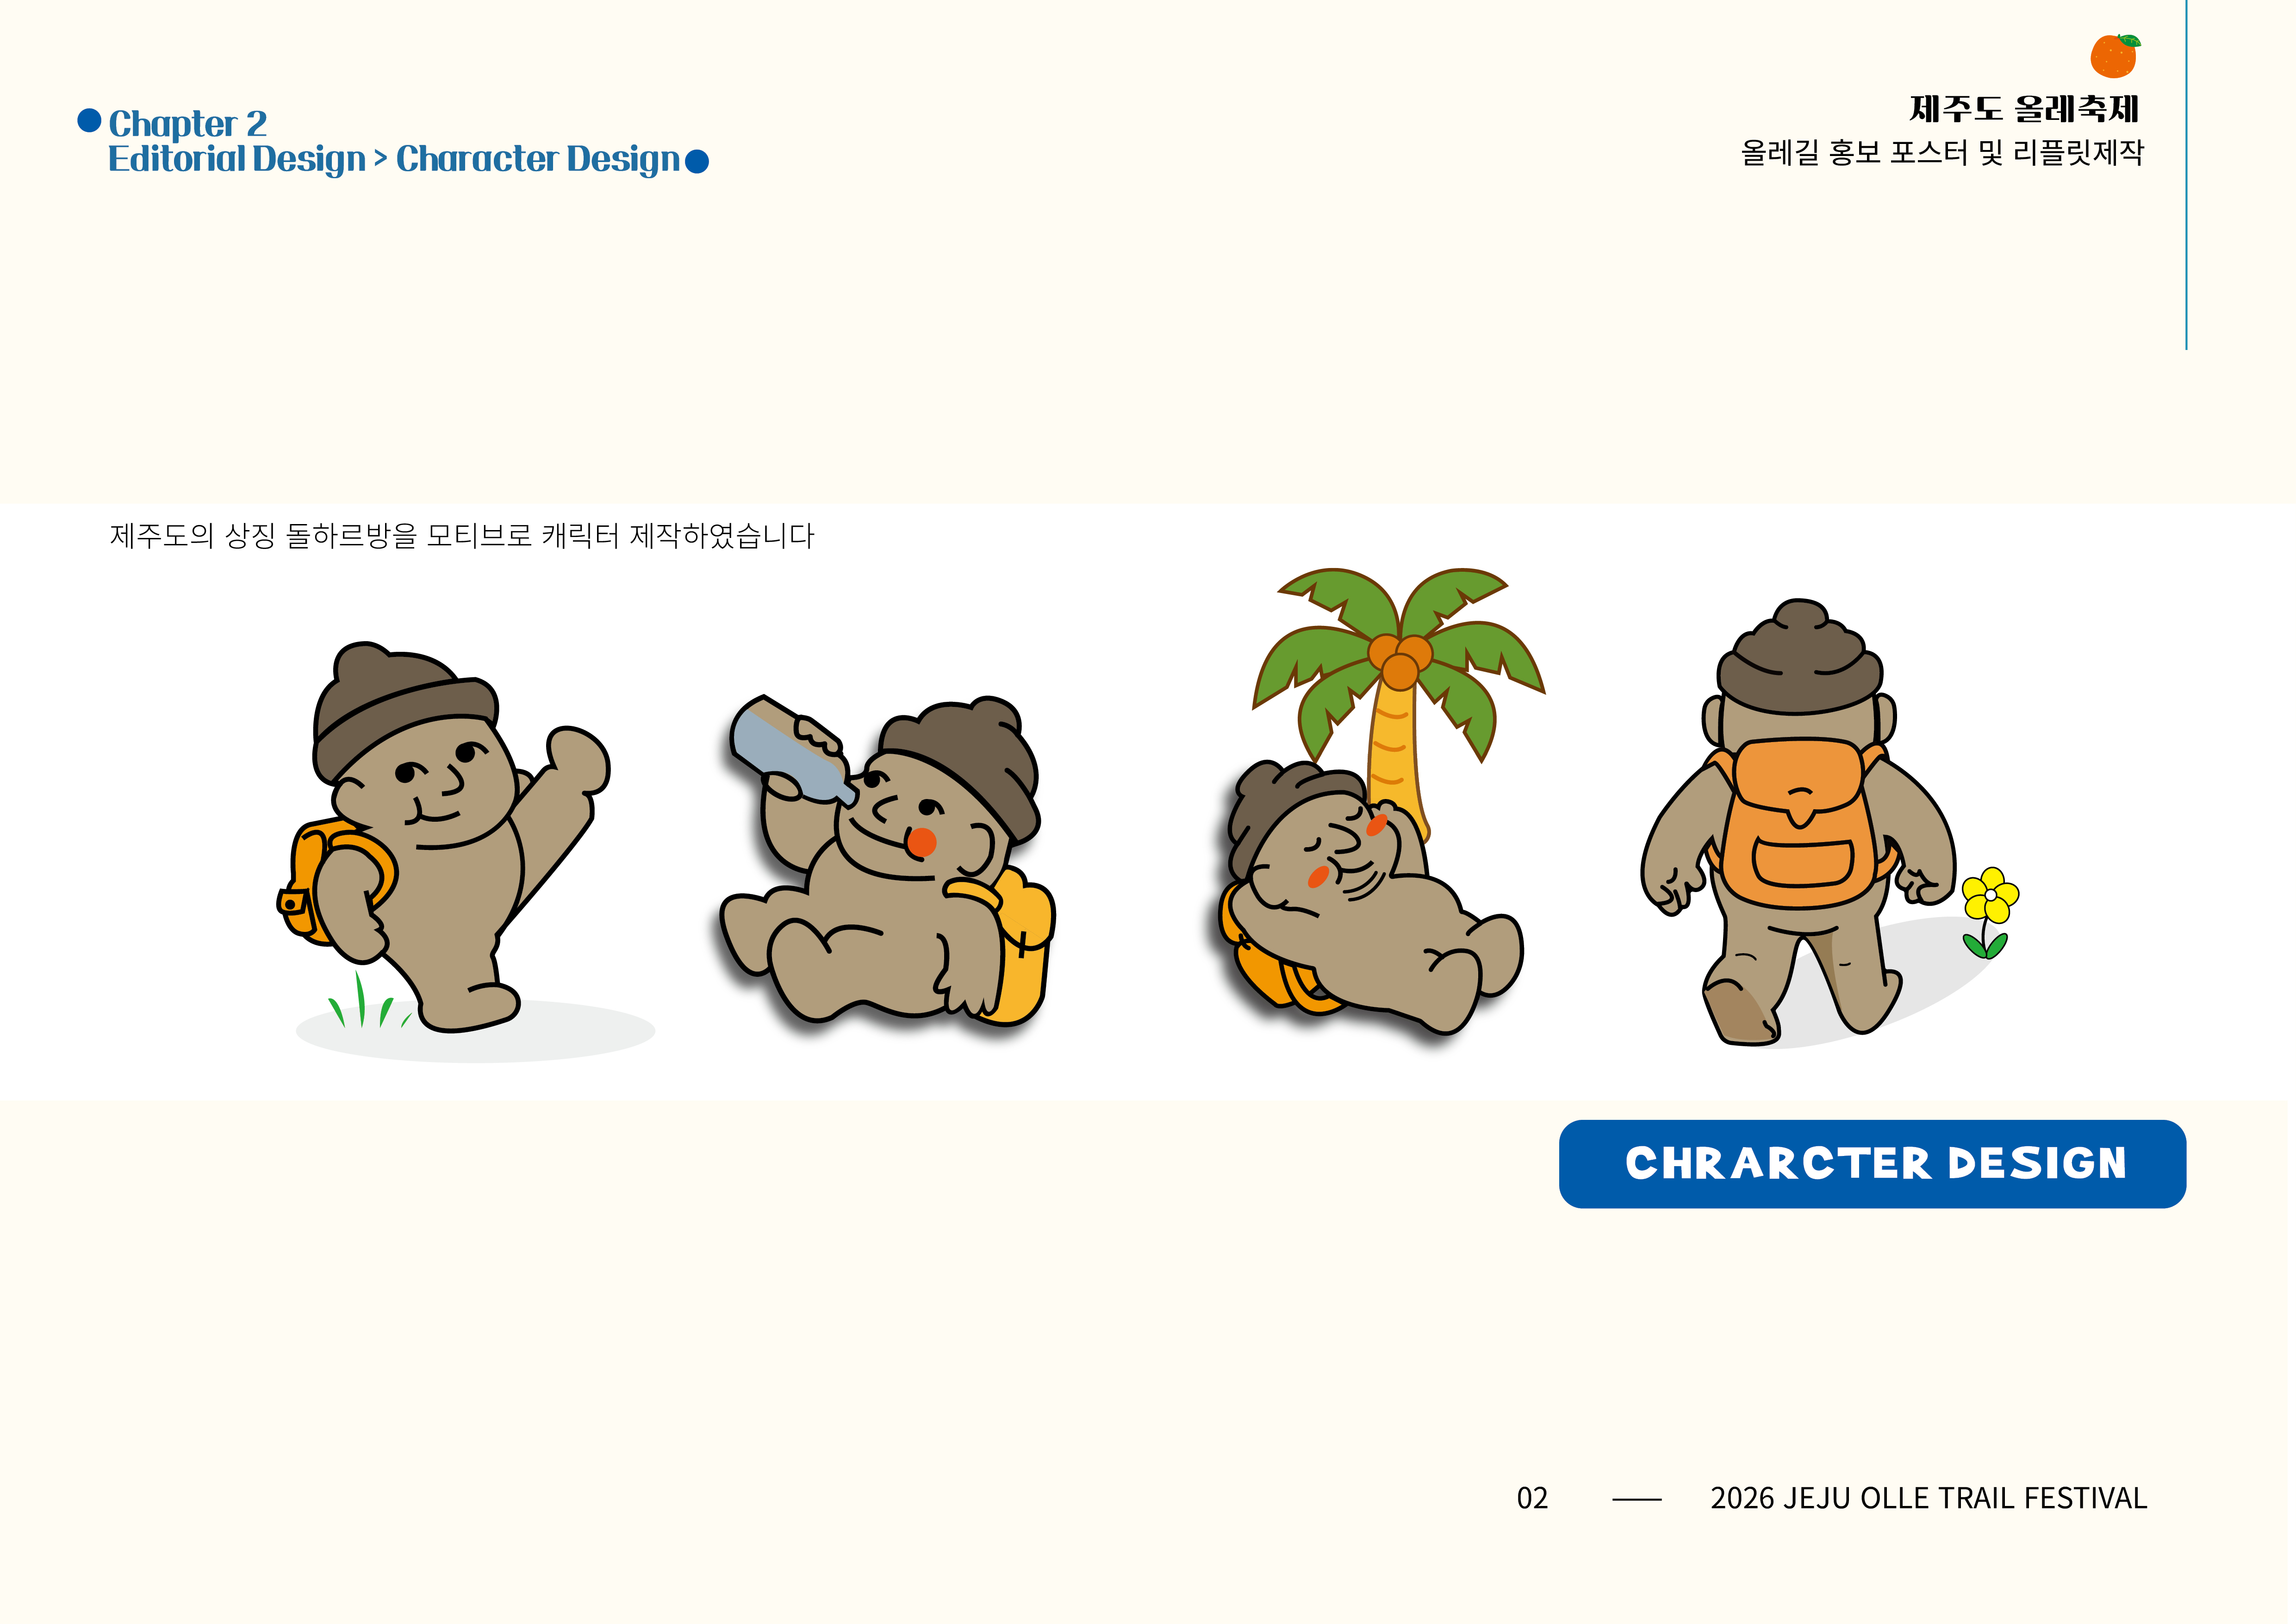 Chapter 2
Editorial Design > Character Design
제주도 올레축제
올레길 홍보 포스터 및 리플릿제작
제주도의 상징 돌하르방을 모티브로 캐릭터 제작하였습니다
CHRARCTER DESIGN
02 — 2026 JEJU OLLE TRAIL FESTIVAL